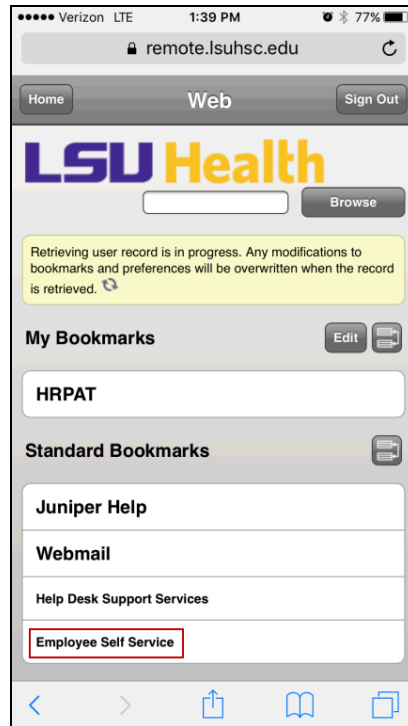 Verizon LTE 1:39 PM 77%
remote.lsuhsc.edu
Home Web Sign Out
LSU Health
Browse
Retrieving user record is in progress. Any modifications to
bookmarks and preferences will be overwritten when the record
is retrieved.
My Bookmarks Edit
HRPAT
Standard Bookmarks
Juniper Help
Webmail
Help Desk Support Services
Employee Self Service